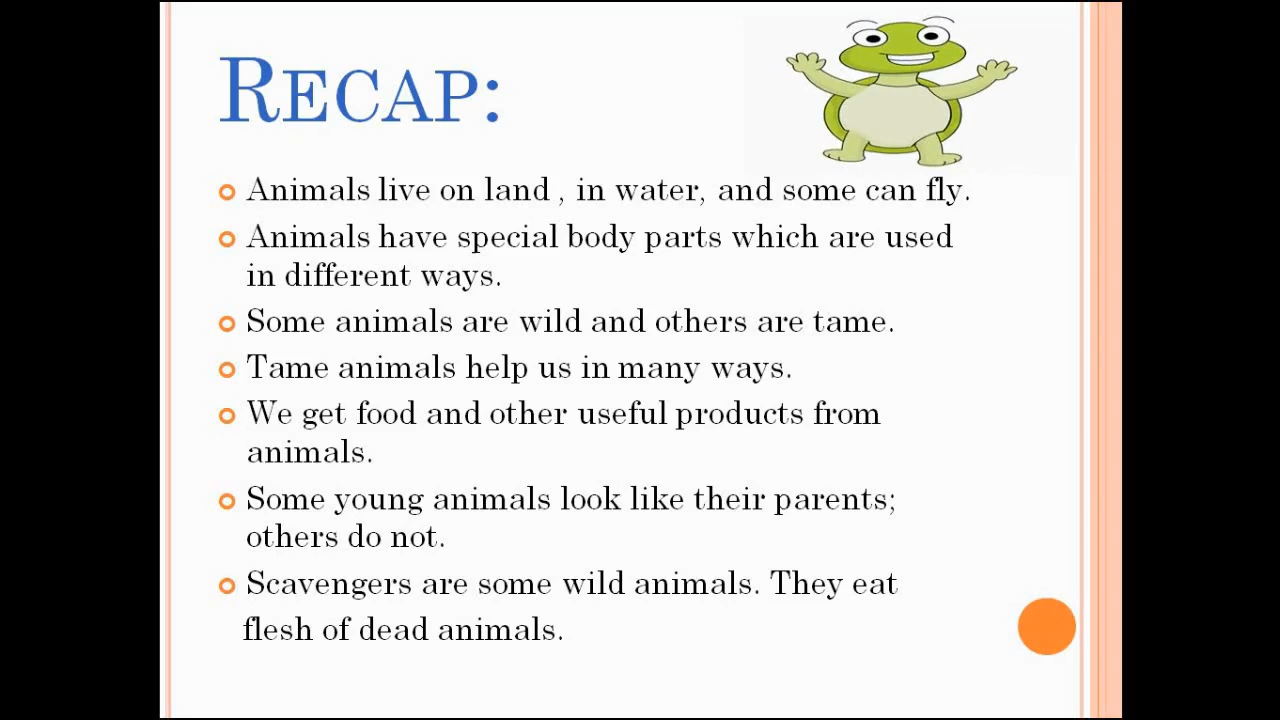 RECAP:
Animals live on land , in water, and some can fly.
Animals have special body parts which are used
in different ways.
Some animals are wild and others are tame.
Tame animals help us in many ways.
We get food and other useful products from
animals.
Some young animals look like their parents;
others do not.
Scavengers are some wild animals. They eat
flesh of dead animals.